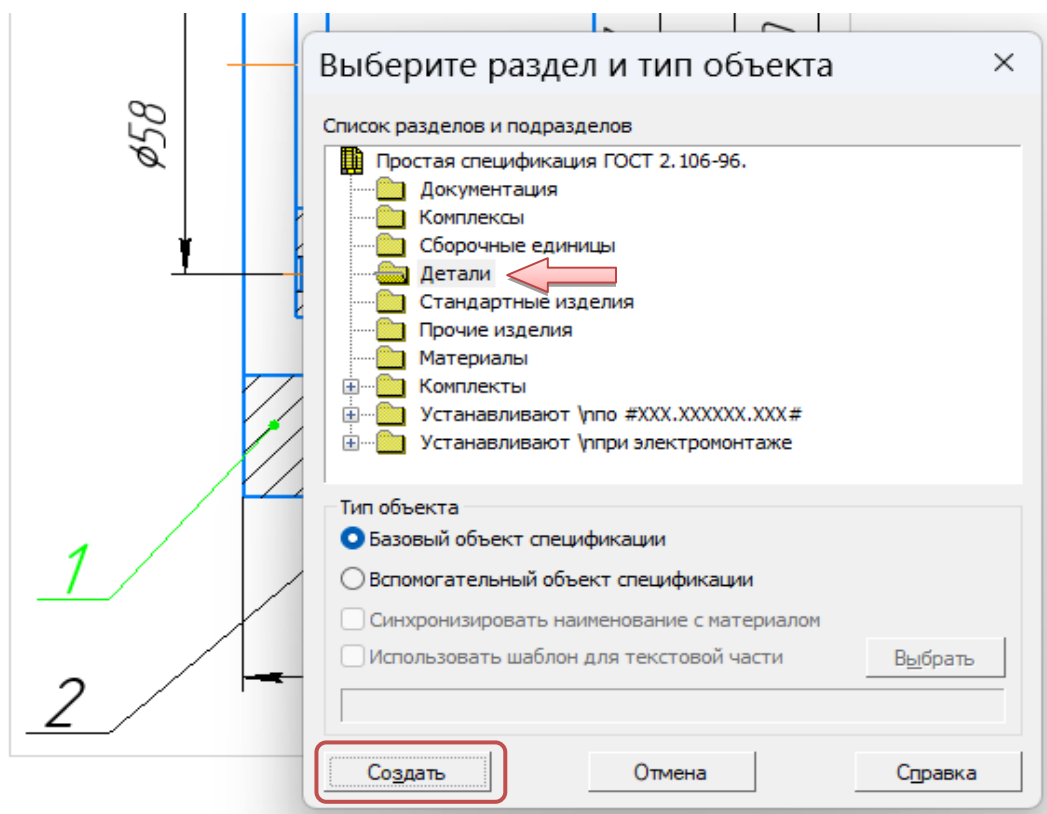 Выберите раздел и тип объекта
Список разделов и подразделов
Простая спецификация ГОСТ 2.106-96.
Документация
Комплексы
Сборочные единицы
Детали
Стандартные изделия
Прочие изделия
Материалы
Комплекты
Устанавливают \nпо #XXX.XXXXXX.XXX#
Устанавливают \nпри электромонтаже
Тип объекта
Базовый объект спецификации
Вспомогательный объект спецификации
Синхронизировать наименование с материалом
Использовать шаблон для текстовой части
Выбрать
Создать
Отмена
Справка
ϕ58
1
2